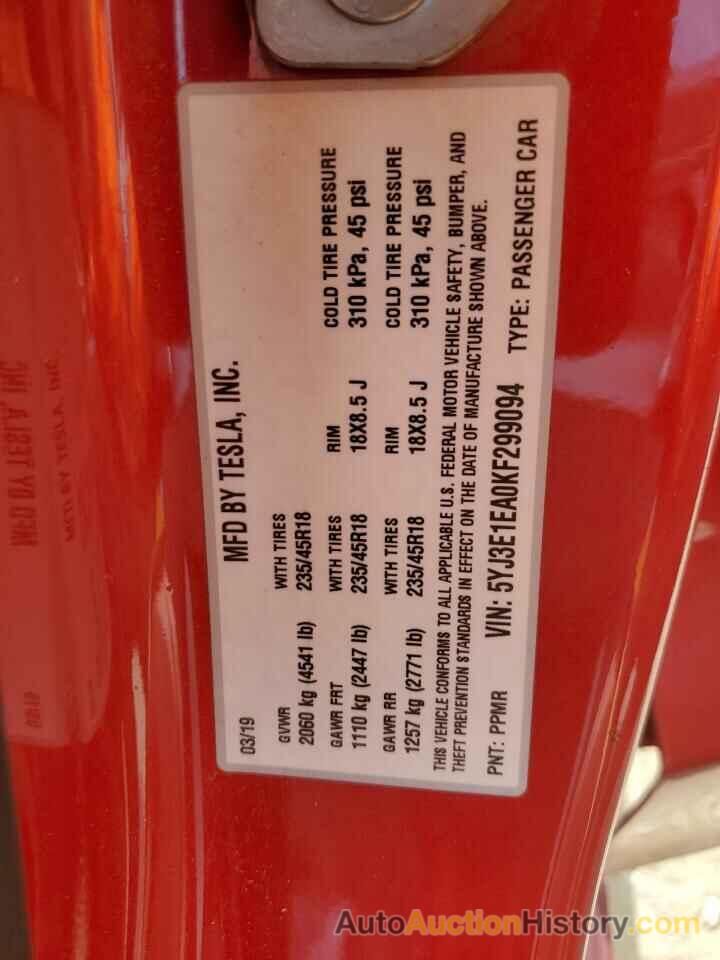 MFD BY TESLA, INC.
03/19
GVWR WITH TIRES
2060 kg (4541 lb) 235/45R18
GAWR FRT WITH TIRES RIM COLD TIRE PRESSURE
1110 kg (2447 lb) 235/45R18 18X8.5 J 310 kPa, 45 psi
GAWR RR WITH TIRES RIM COLD TIRE PRESSURE
1257 kg (2771 lb) 235/45R18 18X8.5 J 310 kPa, 45 psi
THIS VEHICLE CONFORMS TO ALL APPLICABLE U.S. FEDERAL MOTOR VEHICLE SAFETY, BUMPER, AND
THEFT PREVENTION STANDARDS IN EFFECT ON THE DATE OF MANUFACTURE SHOWN ABOVE.
PNT: PPMR VIN: 5YJ3E1EA0KF299094 TYPE: PASSENGER CAR
AutoAuctionHistory.com